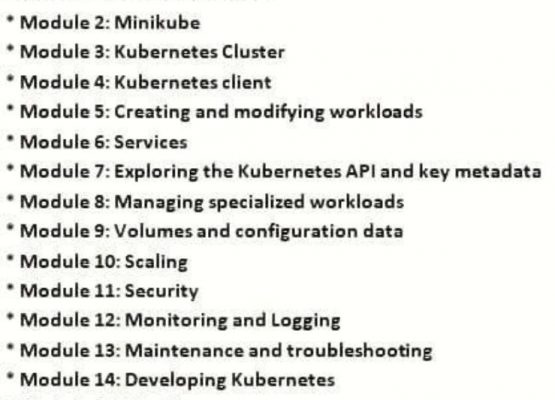 * Module 2: Minikube
* Module 3: Kubernetes Cluster
* Module 4: Kubernetes client
* Module 5: Creating and modifying workloads
* Module 6: Services
* Module 7: Exploring the Kubernetes API and key metadata
* Module 8: Managing specialized workloads
* Module 9: Volumes and configuration data
* Module 10: Scaling
* Module 11: Security
* Module 12: Monitoring and Logging
* Module 13: Maintenance and troubleshooting
* Module 14: Developing Kubernetes